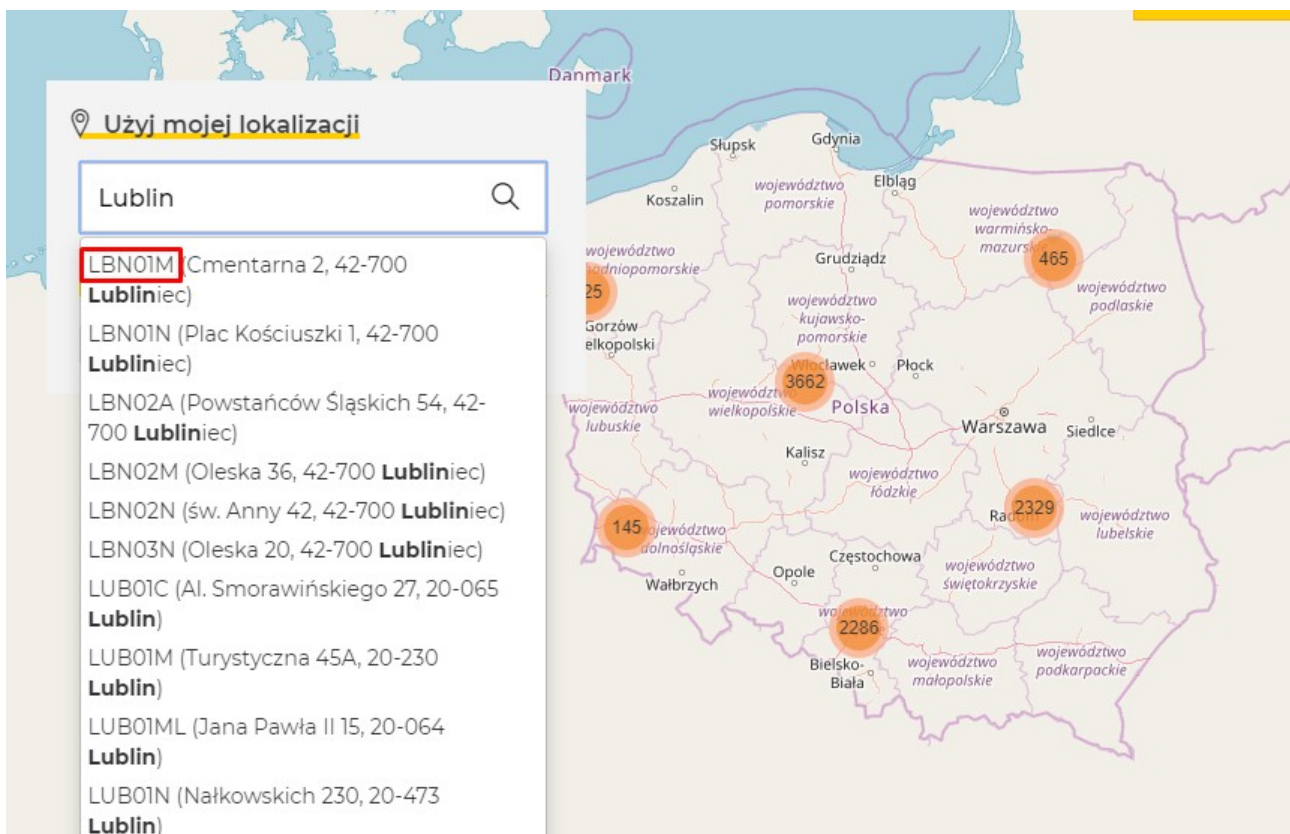 Danmark
Użyj mojej lokalizacji
Lublin
LBN01M (Cmentarna 2, 42-700
Lubliniec)
LBN01N (Plac Kościuszki 1, 42-700
Lubliniec)
LBN02A (Powstańców Śląskich 54, 42-
700 Lubliniec)
LBN02M (Oleska 36, 42-700 Lubliniec)
LBN02N (św. Anny 42, 42-700 Lubliniec)
LBN03N (Oleska 20, 42-700 Lubliniec)
LUB01C (Al. Smorawińskiego 27, 20-065
Lublin)
LUB01M (Turystyczna 45A, 20-230
Lublin)
LUB01ML (Jana Pawła II 15, 20-064
Lublin)
LUB01N (Nałkowskich 230, 20-473
Lublin)
Słupsk
Gdynia
Koszalin
województwo
pomorskie
Elbląg
województwo
warmińsko-
mazurskie
465
województwo
dniopomorskie
25
Grudziądz
województwo
podlaskie
województwo
kujawsko-
pomorskie
Gorzów
elkopolski
Włocławek
Płock
3662
województwo
wielkopolskie
Polska
województwo
lubuskie
Warszawa
Siedlce
Kalisz
województwo
łódzkie
2329
Radom
województwo
lubelskie
145
województwo
dolnośląskie
Częstochowa
Opole
Wałbrzych
województwo
świętokrzyskie
województwo
2286
Bielsko-
Biała
województwo
małopolskie
województwo
podkarpackie